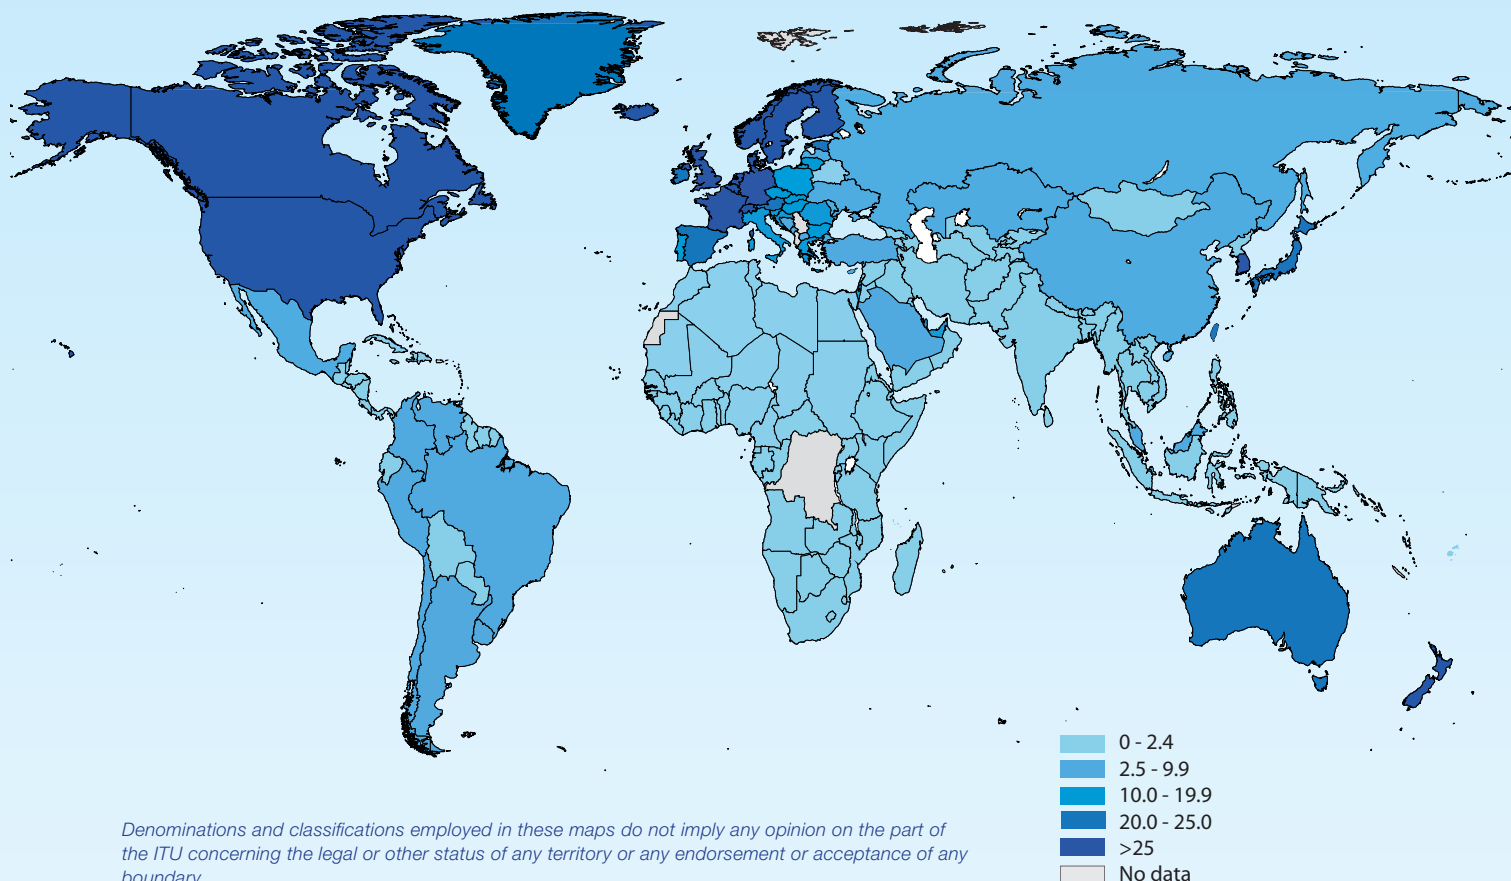 0 - 2.4
2.5 - 9.9
10.0 - 19.9
20.0 - 25.0
>25
No data
Denominations and classifications employed in these maps do not imply any opinion on the part of
the ITU concerning the legal or other status of any territory or any endorsement or acceptance of any
boundary